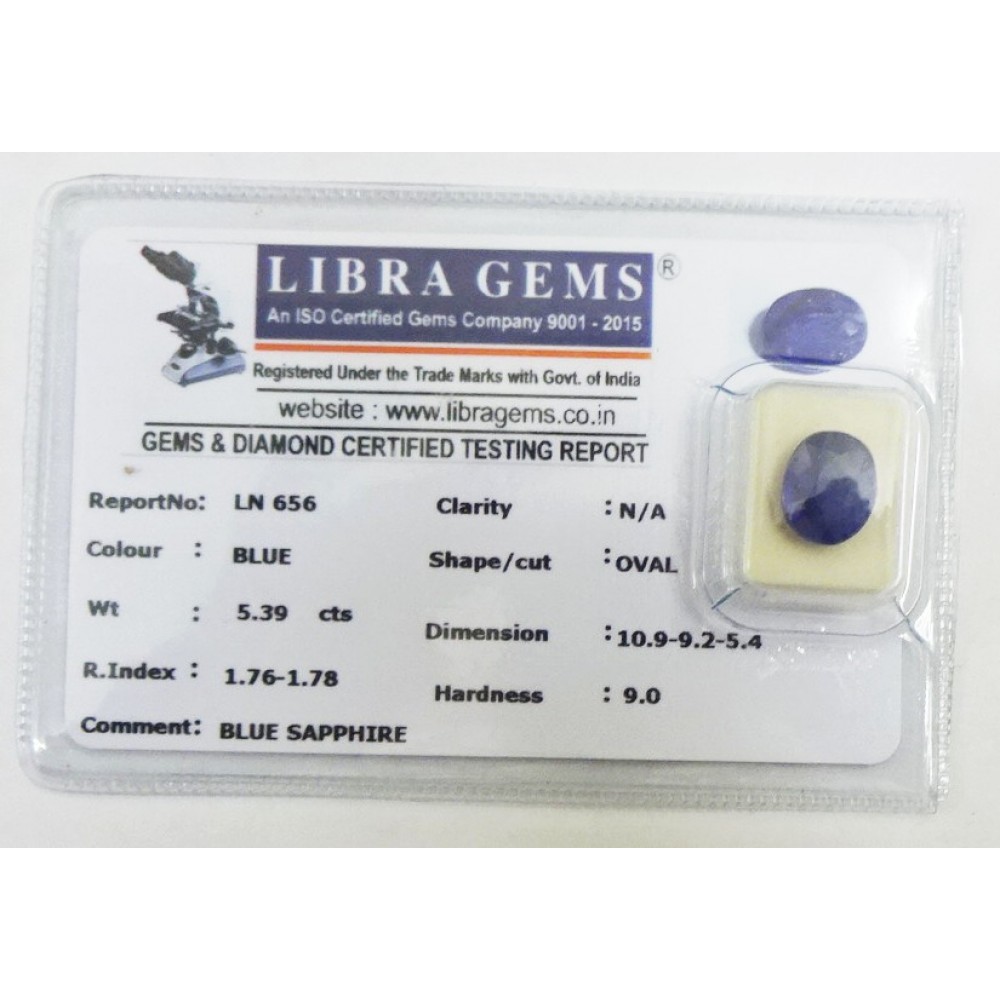 LIBRA GEMS ®
An ISO Certified Gems Company 9001 - 2015
Registered Under the Trade Marks with Govt. of India
website : www.libragems.co.in
GEMS & DIAMOND CERTIFIED TESTING REPORT
ReportNo: LN 656
Colour : BLUE
Wt : 5.39 cts
R.Index : 1.76-1.78
Comment: BLUE SAPPHIRE
Clarity : N/A
Shape/cut : OVAL
Dimension : 10.9-9.2-5.4
Hardness : 9.0